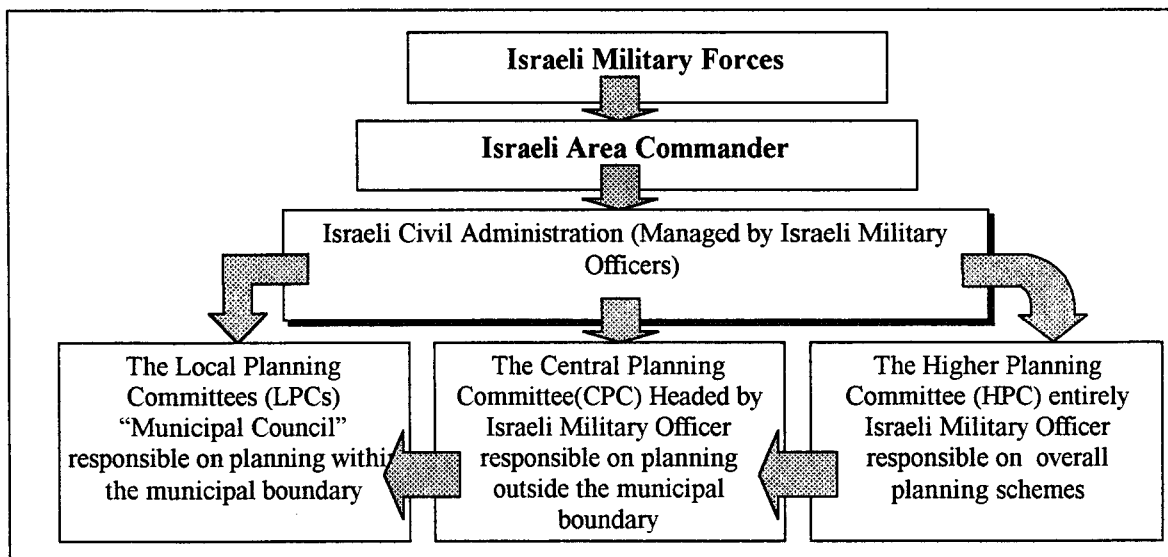 Israeli Military Forces
Israeli Area Commander
Israeli Civil Administration (Managed by Israeli Military
Officers)
The Local Planning
Committees (LPCs)
“Municipal Council”
responsible on planning within
the municipal boundary
The Central Planning
Committee(CPC) Headed by
Israeli Military Officer
responsible on planning
outside the municipal
boundary
The Higher Planning
Committee (HPC) entirely
Israeli Military Officer
responsible on overall
planning schemes